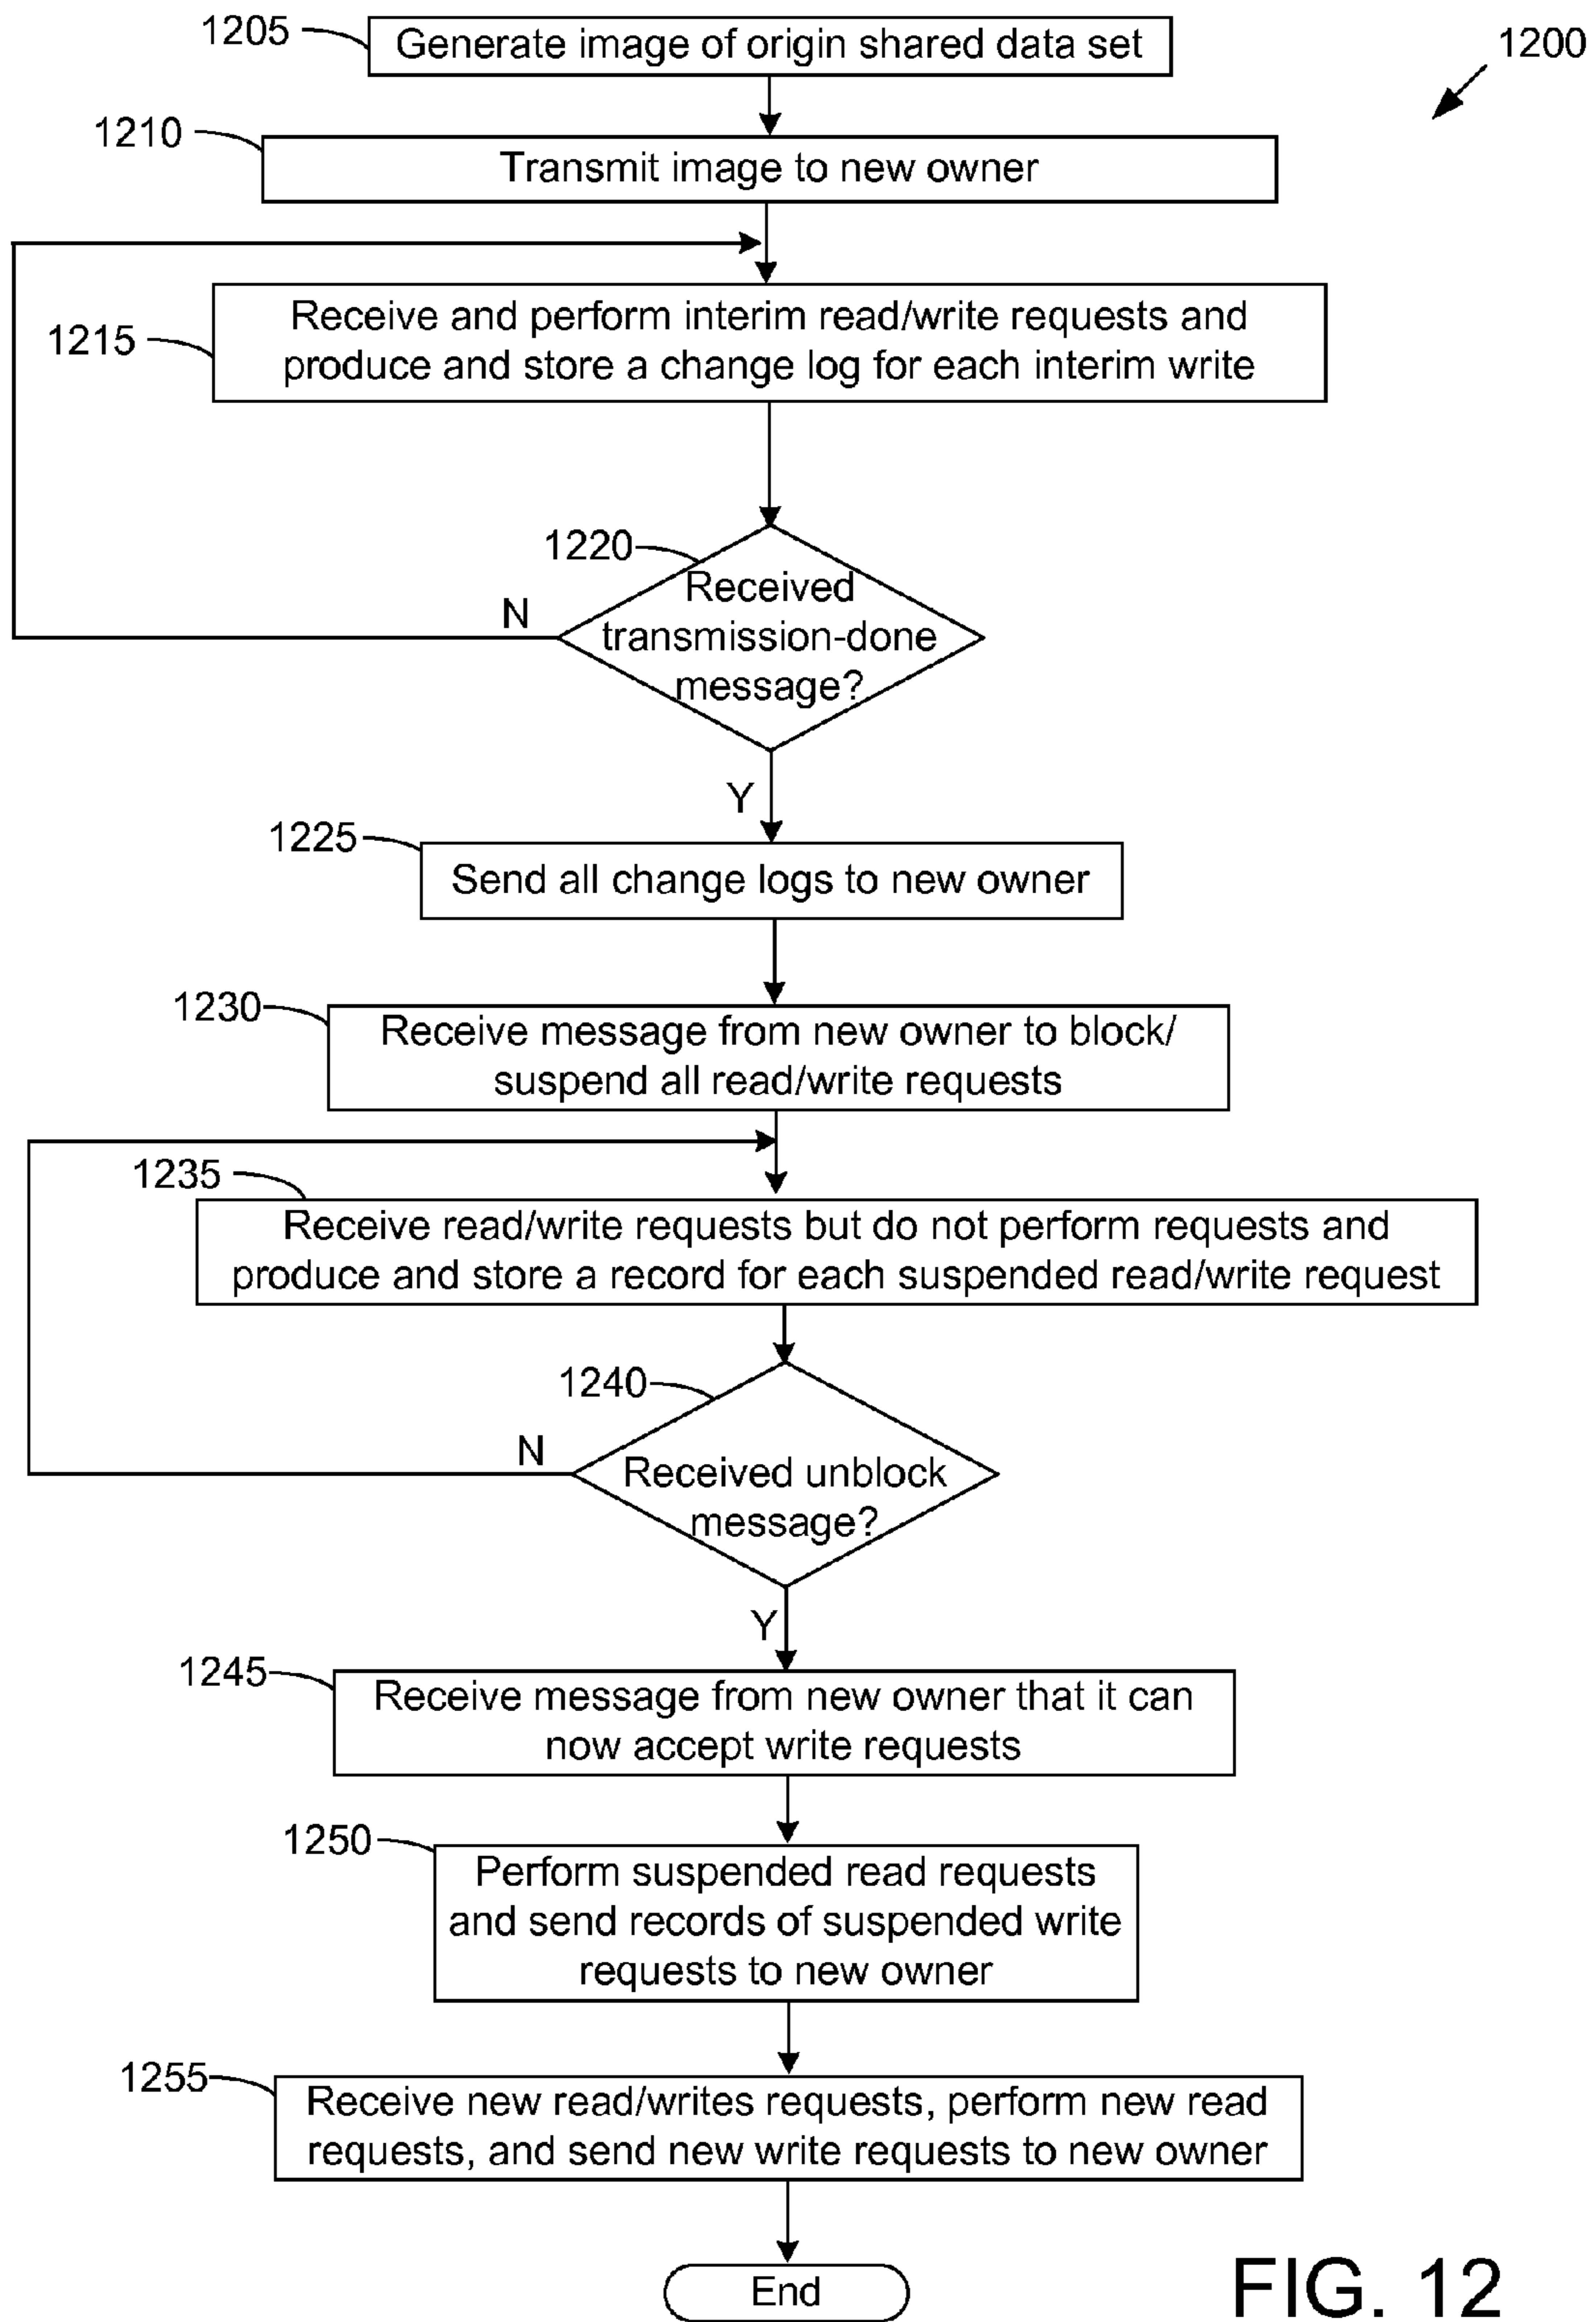 1205
Generate image of origin shared data set
1200
1210
Transmit image to new owner
1215
Receive and perform interim read/write requests and
produce and store a change log for each interim write
1220
Received
transmission-done
message?
N
Y
1225
Send all change logs to new owner
1230
Receive message from new owner to block/
suspend all read/write requests
1235
Receive read/write requests but do not perform requests and
produce and store a record for each suspended read/write request
1240
Received unblock
message?
N
Y
1245
Receive message from new owner that it can
now accept write requests
1250
Perform suspended read requests
and send records of suspended write
requests to new owner
1255
Receive new read/writes requests, perform new read
requests, and send new write requests to new owner
End
FIG. 12